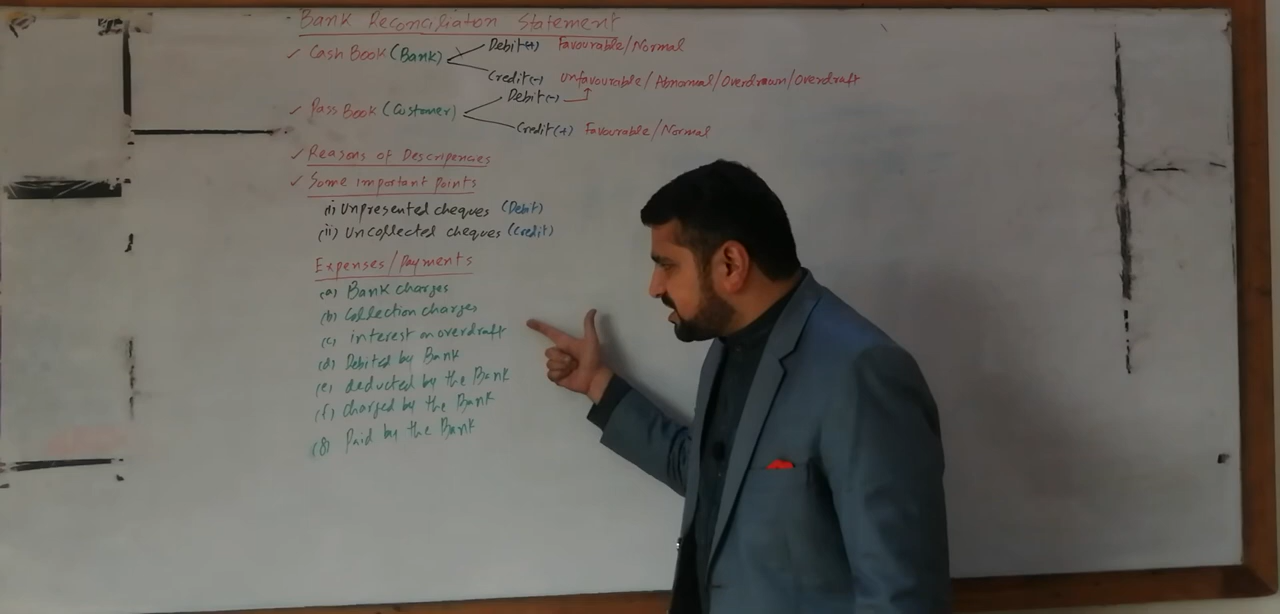 Bank Reconciliation Statement
✓ Cash Book (Bank) Debit(+) Favourable/Normal
Credit(-) Unfavourable/Abnormal/Overdrawn/Overdraft
✓ Pass Book (Customer) Debit(-)
Credit(+) Favourable/Normal
✓ Reasons of Descripencies
✓ Some important points
(i) Unpresented cheques (Debit)
(ii) Uncollected cheques (Credit)
Expenses/payments
(a) Bank charges
(b) Collection charges
(c) interest on overdraft
(d) Debited by Bank
(e) deducted by the Bank
(f) charged by the Bank
(g) Paid by the Bank